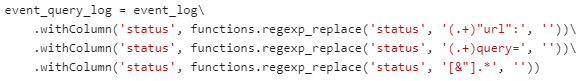 event_query_log = event_log\
    .withColumn('status', functions.regexp_replace('status', '(.+)"url":', ''))\
    .withColumn('status', functions.regexp_replace('status', '(.+)query=', ''))\
    .withColumn('status', functions.regexp_replace('status', '[&"].*', ''))